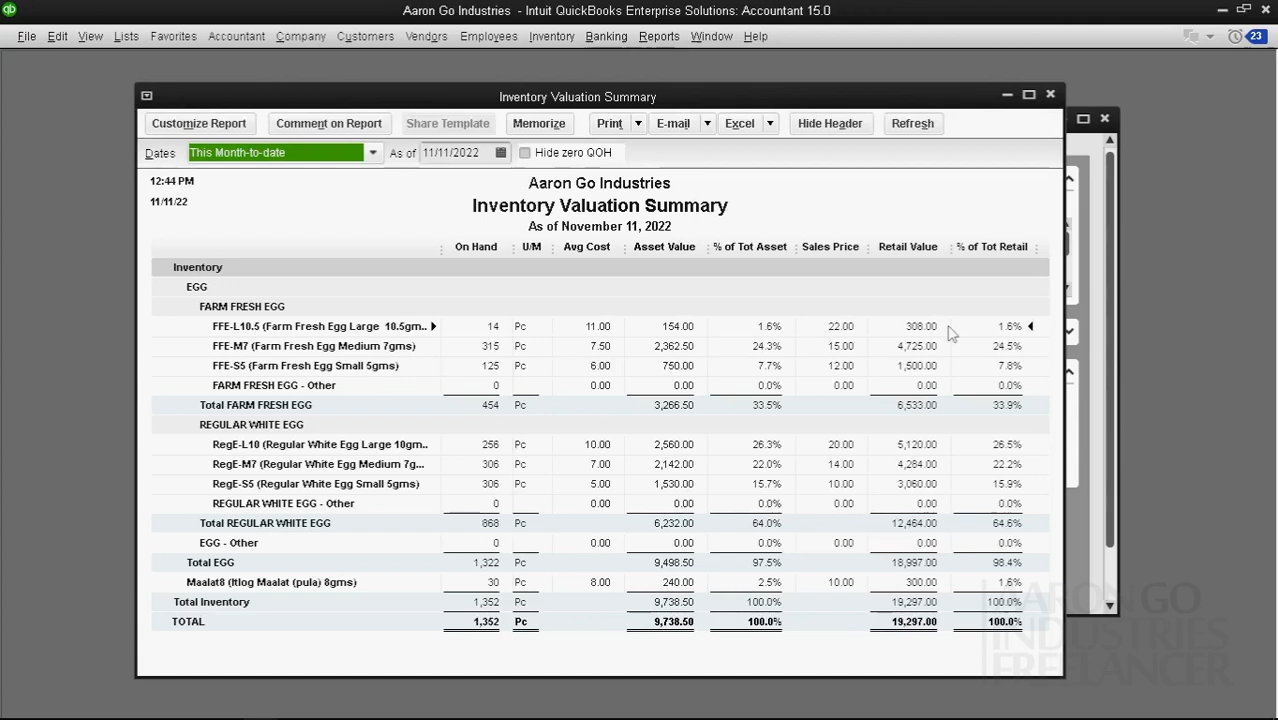 Aaron Go Industries - Intuit QuickBooks Enterprise Solutions: Accountant 15.0
File Edit View Lists Favorites Accountant Company Customers Vendors Employees Inventory Banking Reports Window Help 23
Inventory Valuation Summary
Customize Report Comment on Report Share Template Memorize Print E-mail Excel Hide Header Refresh
Dates This Month-to-date As of 11/11/2022 Hide zero QOH
12:44 PM Aaron Go Industries
11/11/22 Inventory Valuation Summary
As of November 11, 2022
On Hand U/M Avg Cost Asset Value % of Tot Asset Sales Price Retail Value % of Tot Retail
Inventory
EGG
FARM FRESH EGG
FFE-L10.5 (Farm Fresh Egg Large 10.5gm.. 14 Pc 11.00 154.00 1.6% 22.00 308.00 1.6%
FFE-M7 (Farm Fresh Egg Medium 7gms) 315 Pc 7.50 2,362.50 24.3% 15.00 4,725.00 24.5%
FFE-S5 (Farm Fresh Egg Small 5gms) 125 Pc 6.00 750.00 7.7% 12.00 1,500.00 7.8%
FARM FRESH EGG - Other 0 0.00 0.00 0.0% 0.00 0.00 0.0%
Total FARM FRESH EGG 454 Pc 3,266.50 33.5% 6,533.00 33.9%
REGULAR WHITE EGG
RegE-L10 (Regular White Egg Large 10gm.. 256 Pc 10.00 2,560.00 26.3% 20.00 5,120.00 26.5%
RegE-M7 (Regular White Egg Medium 7g... 306 Pc 7.00 2,142.00 22.0% 14.00 4,284.00 22.2%
RegE-S5 (Regular White Egg Small 5gms) 306 Pc 5.00 1,530.00 15.7% 10.00 3,060.00 15.9%
REGULAR WHITE EGG - Other 0 0.00 0.00 0.0% 0.00 0.00 0.0%
Total REGULAR WHITE EGG 868 Pc 6,232.00 64.0% 12,464.00 64.6%
EGG - Other 0 0.00 0.00 0.0% 0.00 0.00 0.0%
Total EGG 1,322 Pc 9,498.50 97.5% 18,997.00 98.4%
Maalat8 (Itlog Maalat (pula) 8gms) 30 Pc 8.00 240.00 2.5% 10.00 300.00 1.6%
Total Inventory 1,352 Pc 9,738.50 100.0% 19,297.00 100.0%
TOTAL 1,352 Pc 9,738.50 100.0% 19,297.00 100.0%
AARON GO
INDUSTRIES
FREELANCER